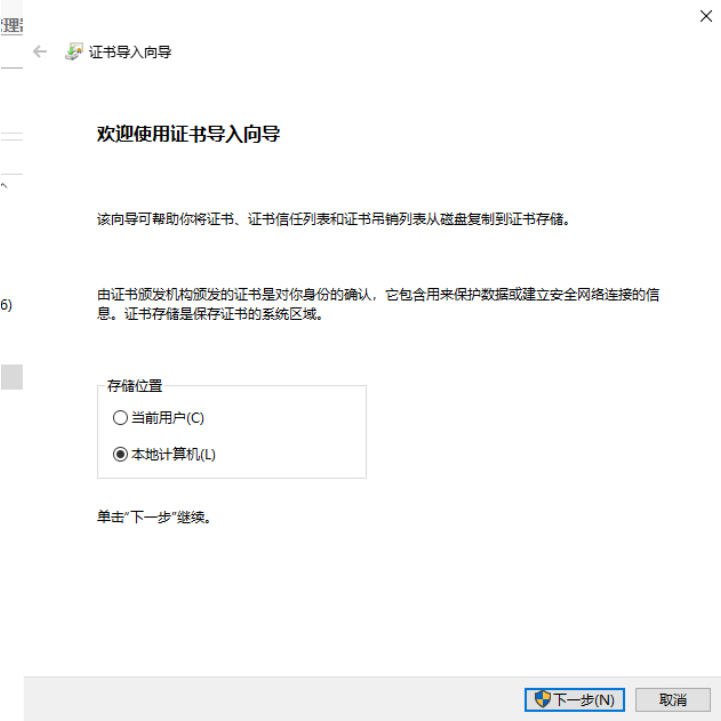 证书导入向导
欢迎使用证书导入向导
该向导可帮助你将证书、证书信任列表和证书吊销列表从磁盘复制到证书存储。
由证书颁发机构颁发的证书是对你身份的确认，它包含用来保护数据或建立安全网络连接的信
息。证书存储是保存证书的系统区域。
6)
存储位置
当前用户(C)
本地计算机(L)
单击"下一步"继续。
下一步(N)
取消